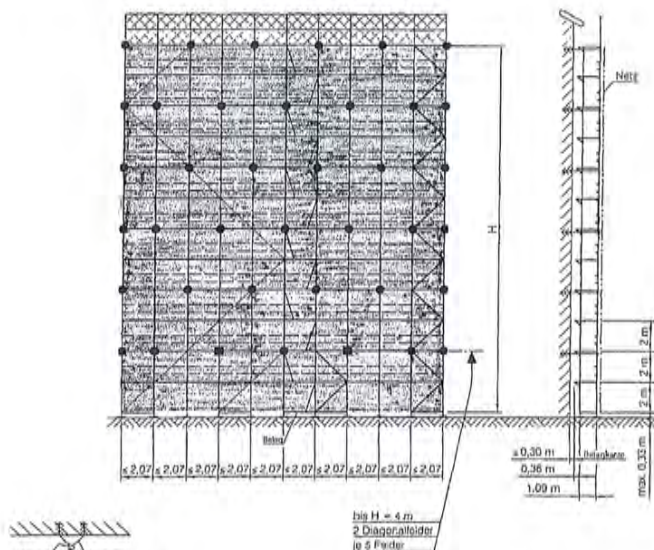 Netz
H
2 m
2 m
2 m
max. 0,33 m
Belag
≤ 0,30 m
Belagkante
0,36 m
1,09 m
≤ 2,07 ≤ 2,07 ≤ 2,07 ≤ 2,07 ≤ 2,07 ≤ 2,07 ≤ 2,07 ≤ 2,07 ≤ 2,07 ≤ 2,07
bis H = 4 m
2 Diagonalfelder
je 5 Felder